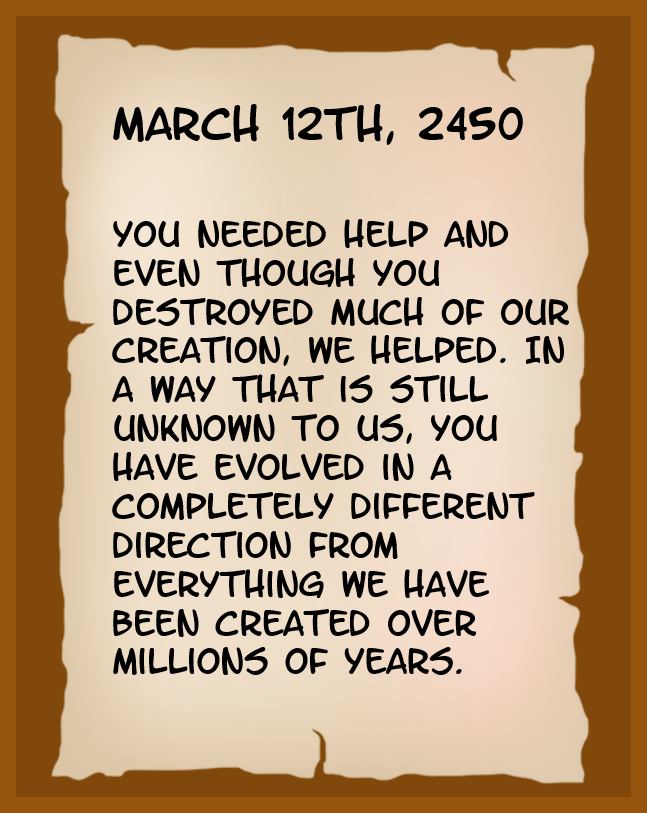 MARCH 12TH, 2450
YOU NEEDED HELP AND
EVEN THOUGH YOU
DESTROYED MUCH OF OUR
CREATION, WE HELPED. IN
A WAY THAT IS STILL
UNKNOWN TO US, YOU
HAVE EVOLVED IN A
COMPLETELY DIFFERENT
DIRECTION FROM
EVERYTHING WE HAVE
BEEN CREATED OVER
MILLIONS OF YEARS.